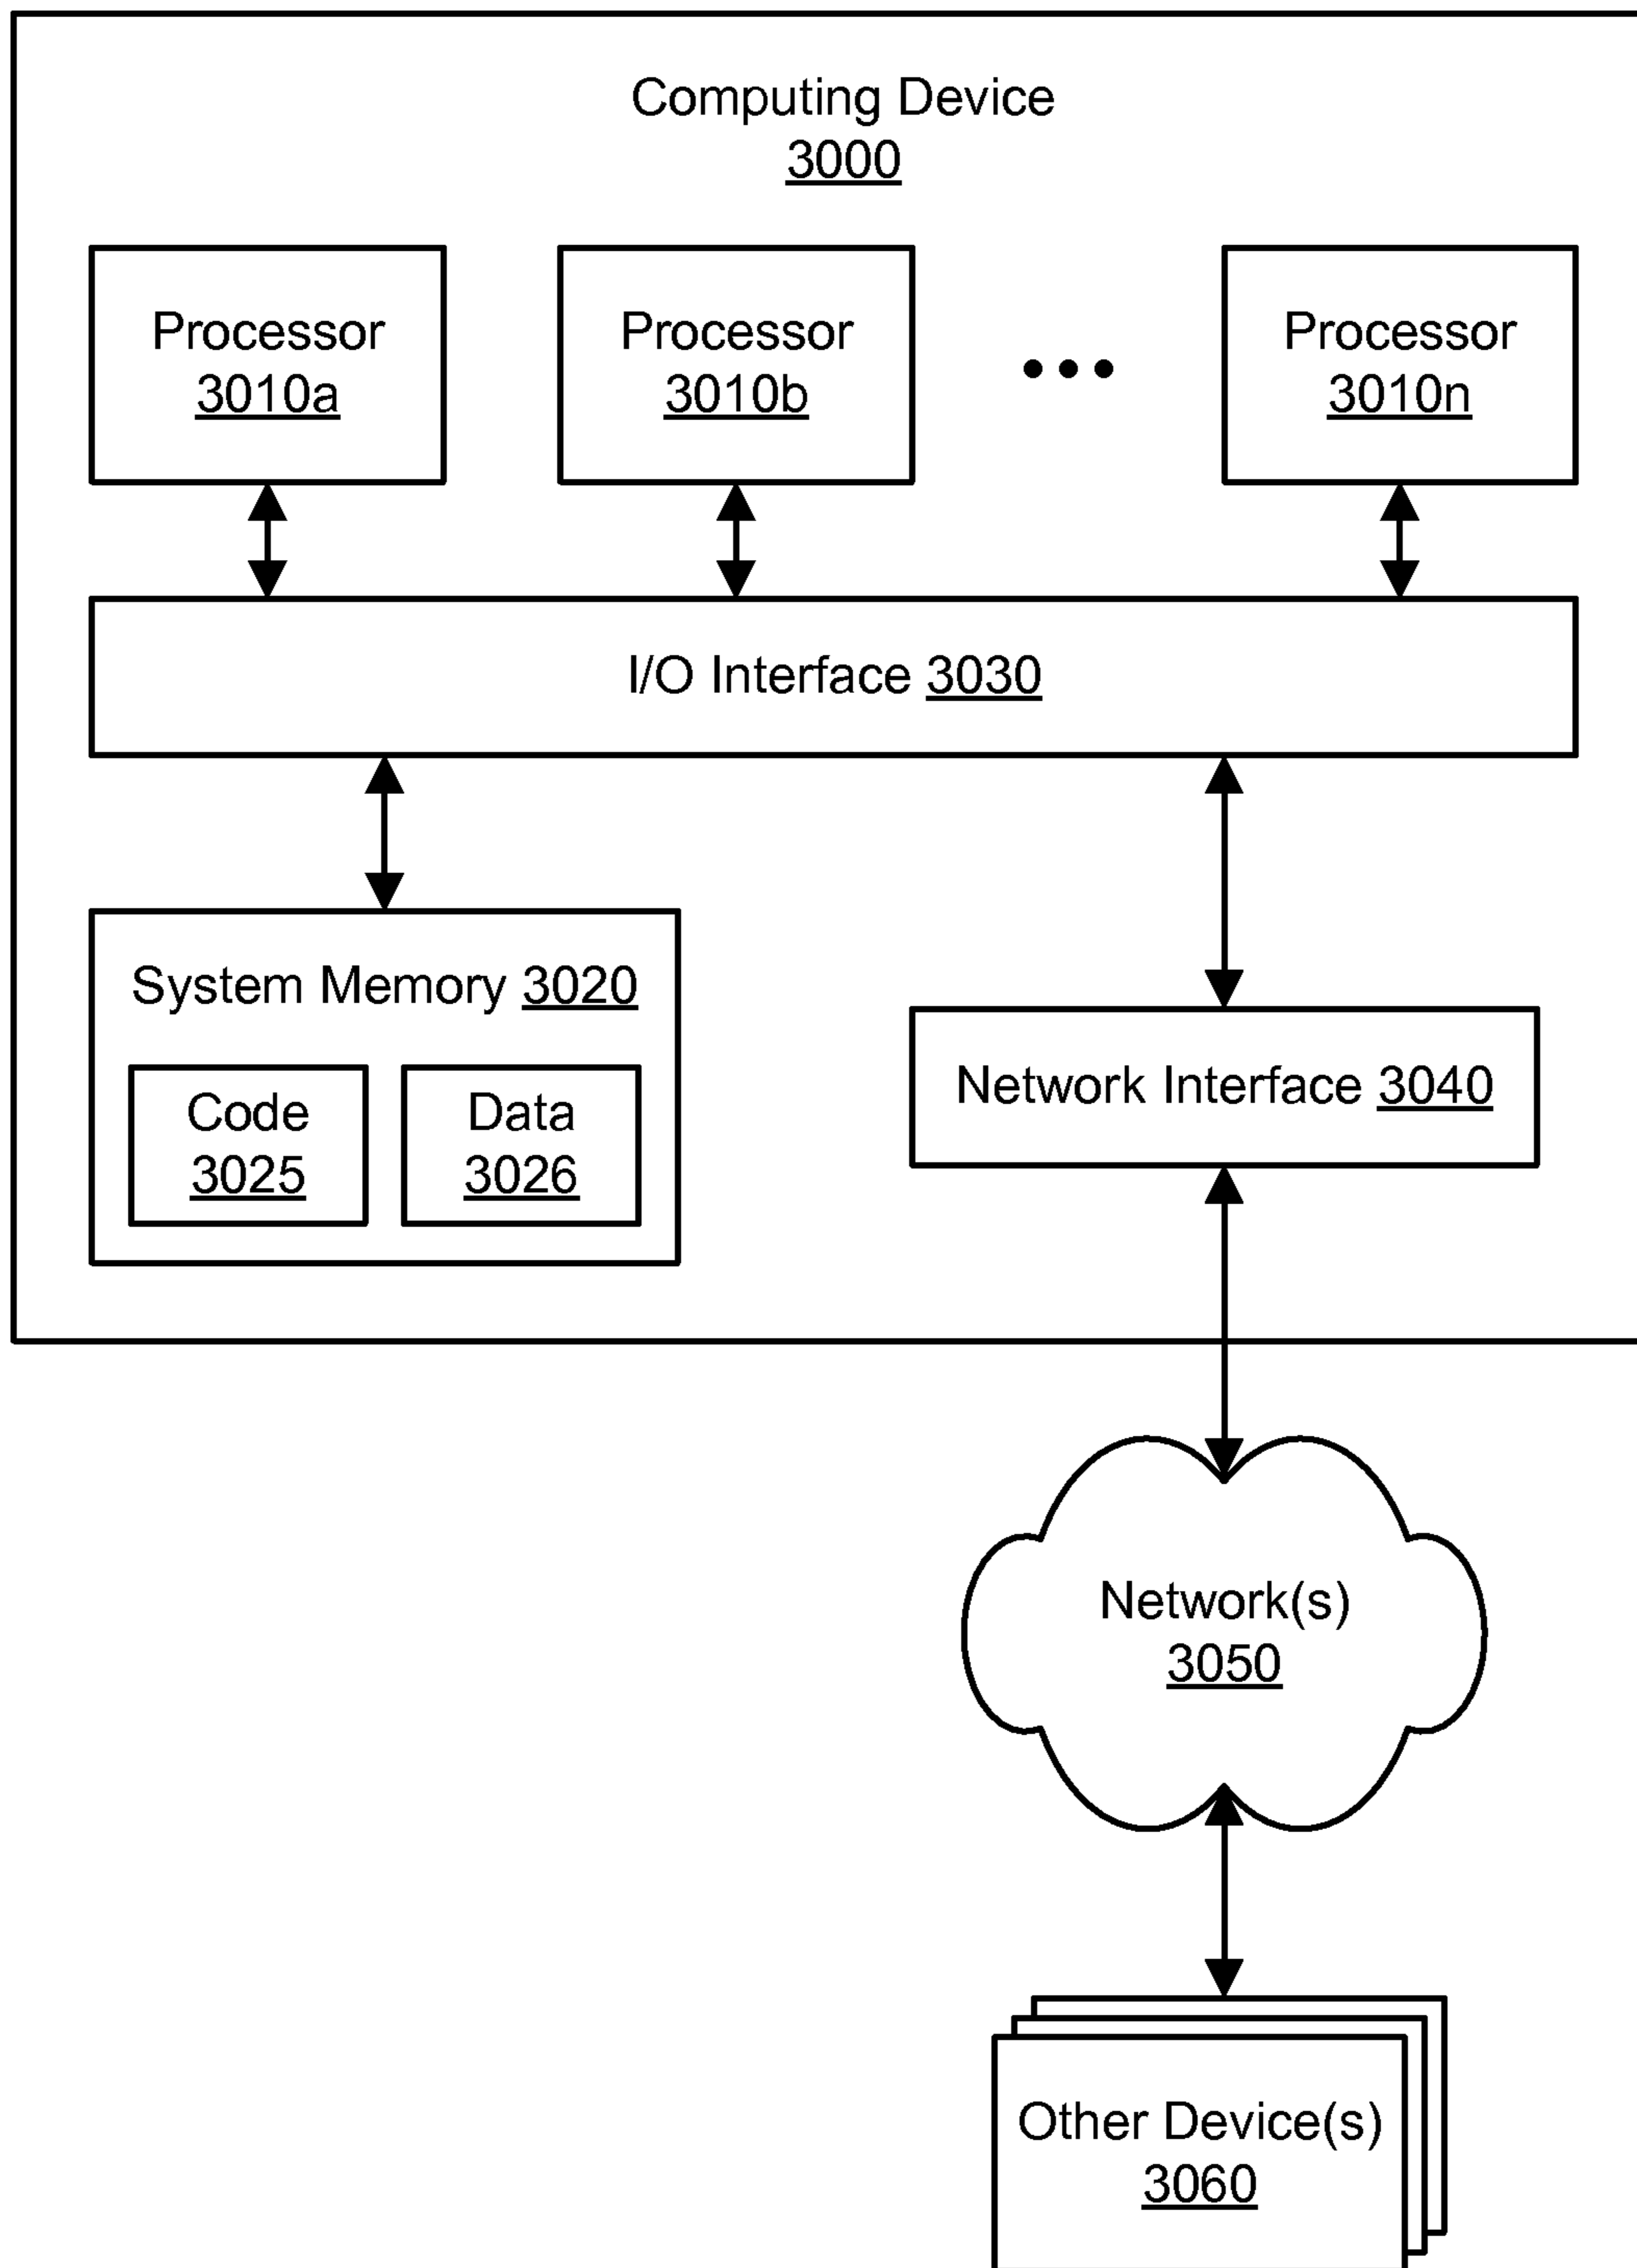 Computing Device
3000
Processor
3010a
Processor
3010b
Processor
3010n
I/O Interface 3030
System Memory 3020
Code
3025
Data
3026
Network Interface 3040
Network(s)
3050
Other Device(s)
3060